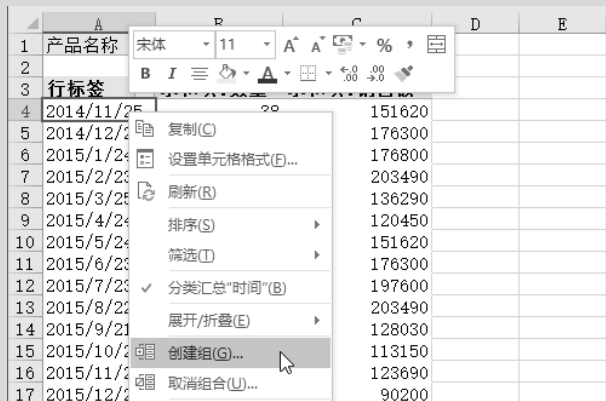 A B C D E
1 产品名称
宋体 11 A A % ,
B I A .00 .00
2
3 行标签
4 2014/11/25 38 151620
5 2014/12/2 176300
复制(C)
6 2015/1/24 176800
设置单元格格式(F)...
7 2015/2/23 203490
刷新(R)
8 2015/3/25 136290
9 2015/4/24 120450
排序(S)
10 2015/5/24 151620
筛选(T)
11 2015/6/23 176300
12 2015/7/23 197600
分类汇总"时间"(B)
13 2015/8/22 203490
展开/折叠(E)
14 2015/9/21 128030
15 2015/10/2 113150
创建组(G)...
16 2015/11/2 123690
取消组合(U)...
17 2015/12/2 90200